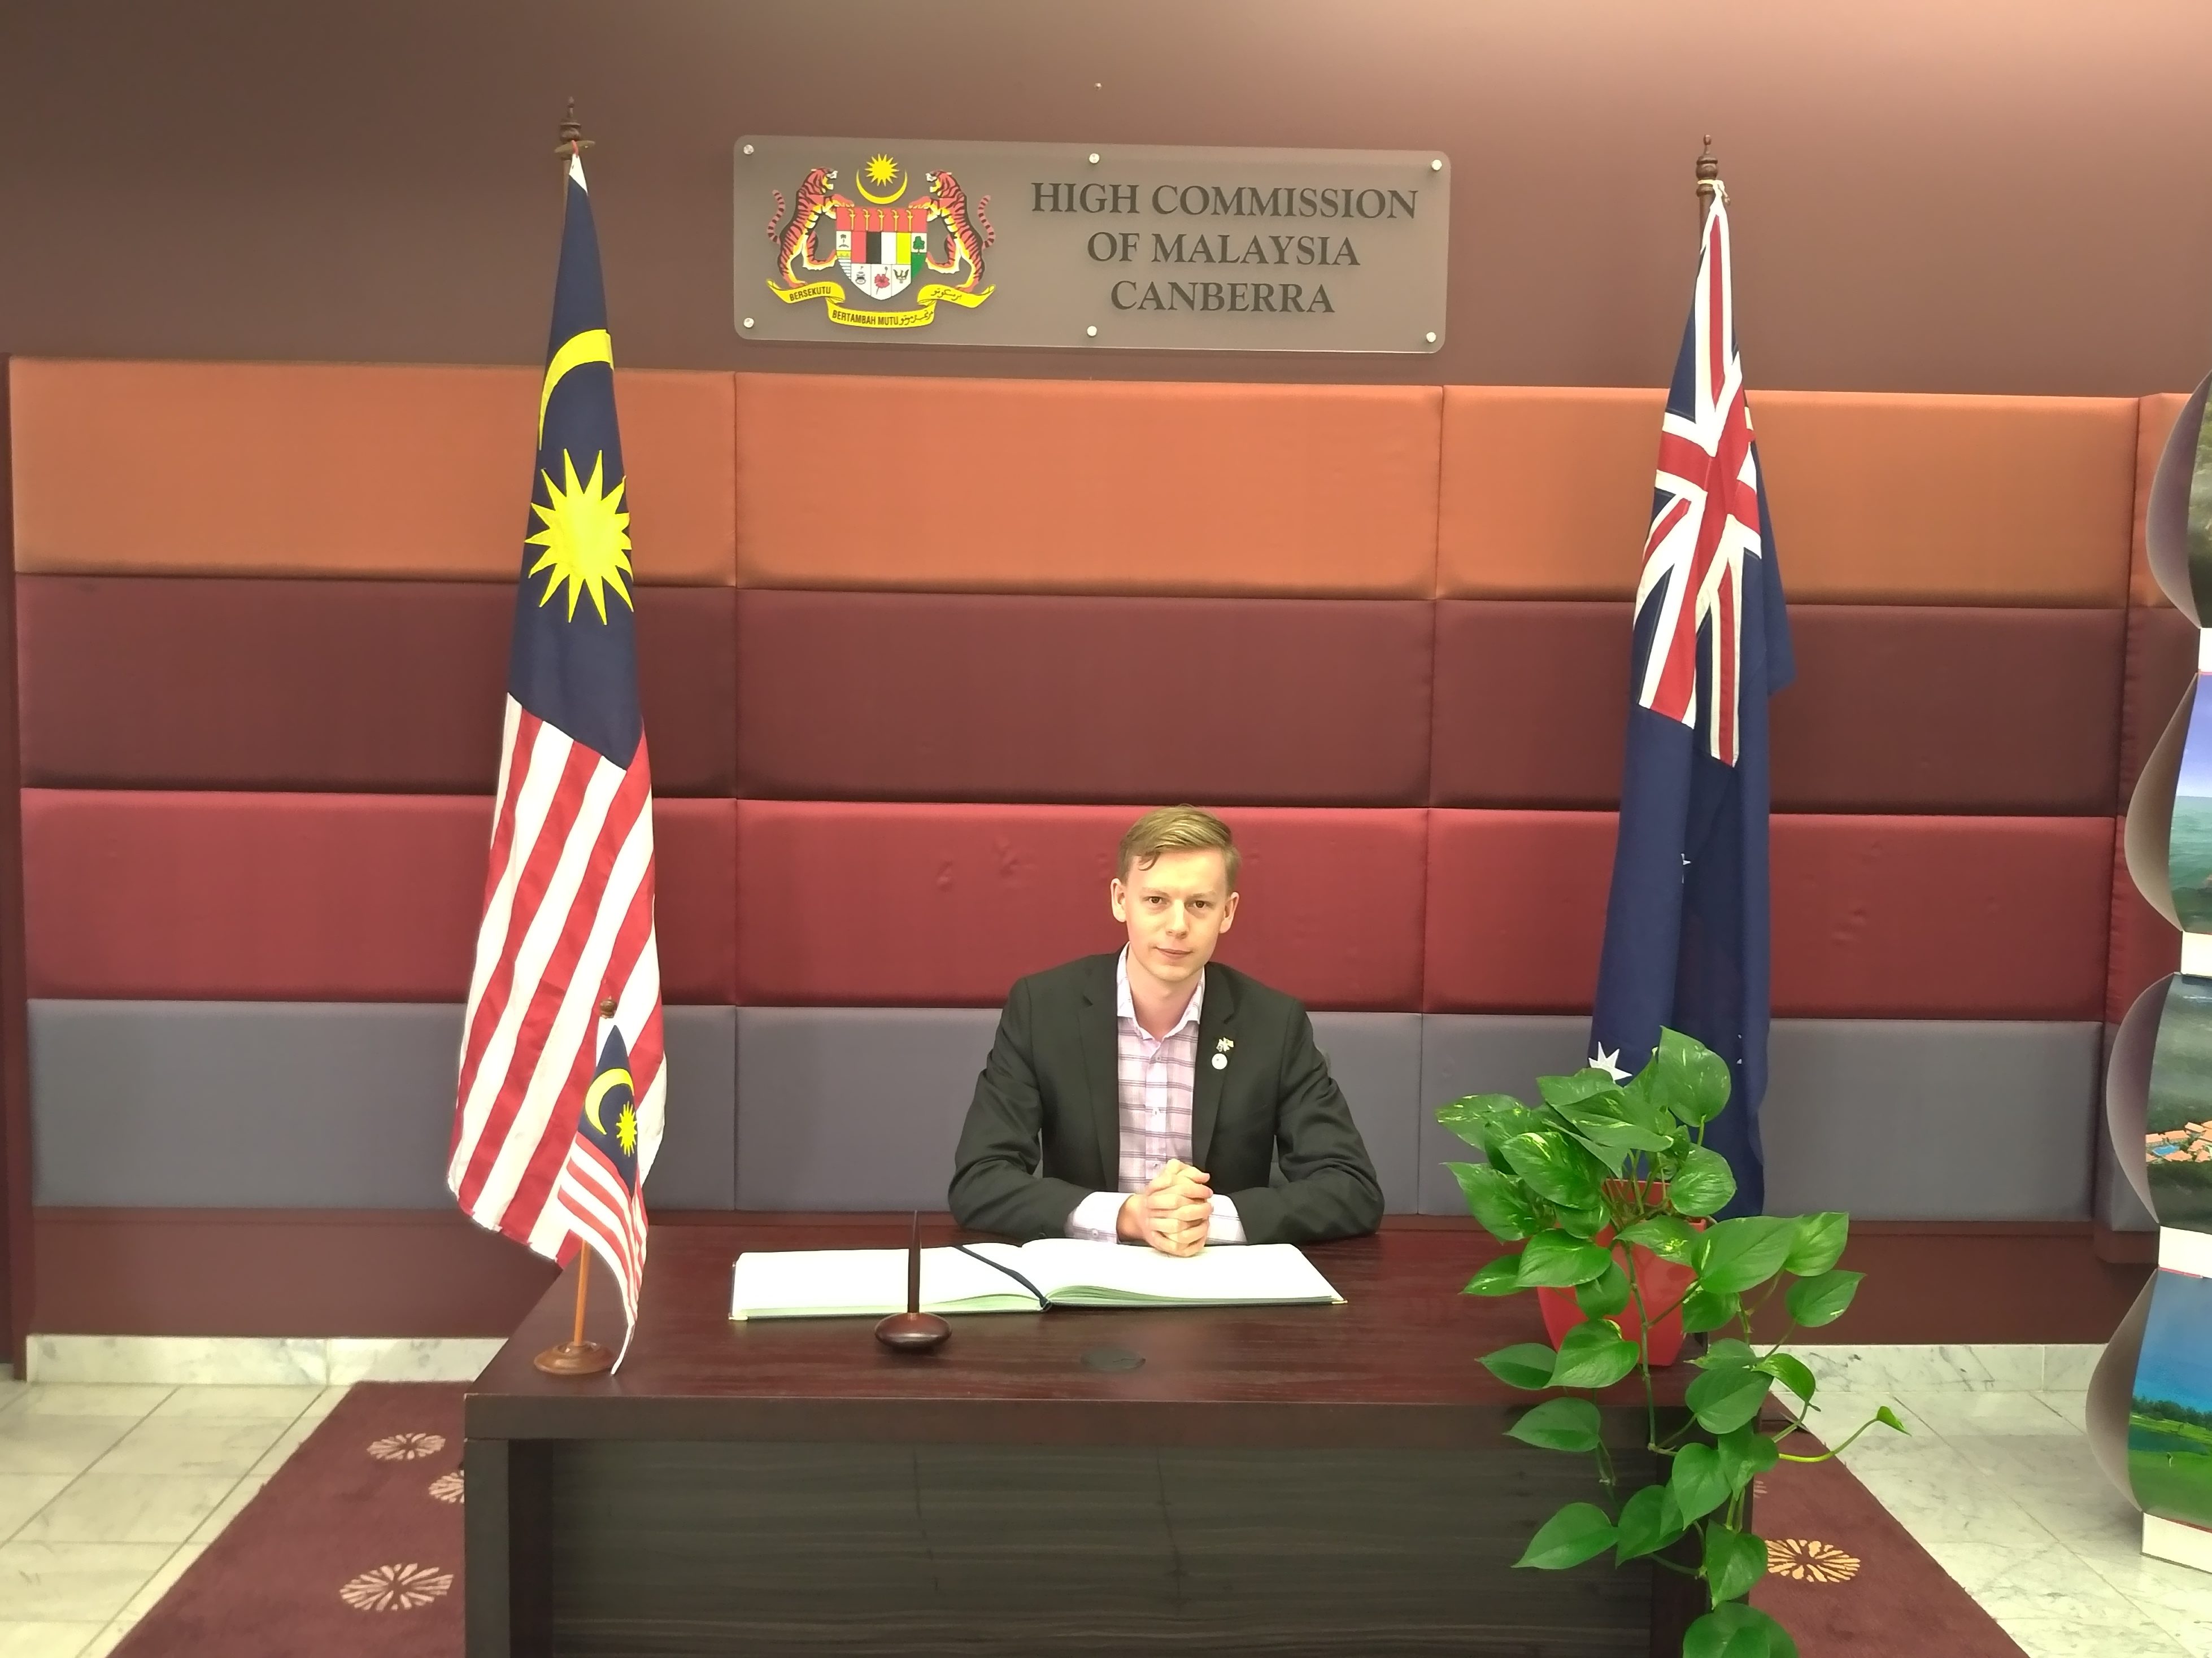 HIGH COMMISSION
OF MALAYSIA
CANBERRA
BERSEKUTU
BERTAMBAH MUTU